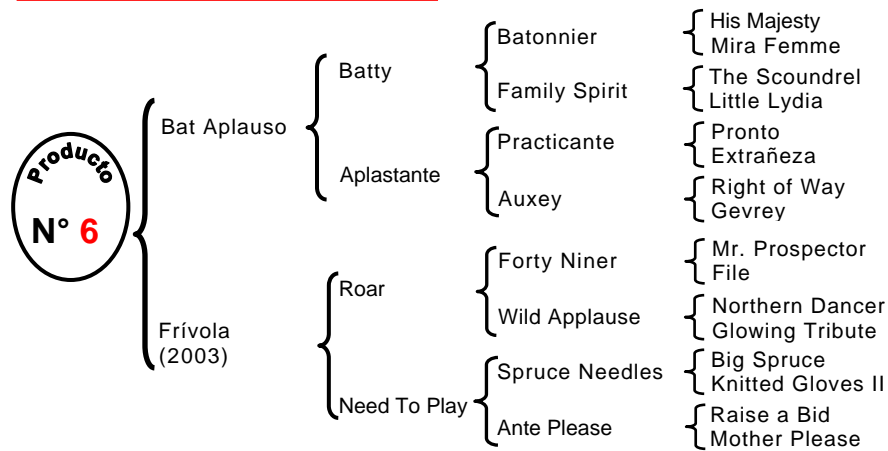 Producto
N° 6
Bat Aplauso
Frívola
(2003)
Batty
Aplastante
Roar
Need To Play
Batonnier
Family Spirit
Practicante
Auxey
Forty Niner
Wild Applause
Spruce Needles
Ante Please
His Majesty
Mira Femme
The Scoundrel
Little Lydia
Pronto
Extrañeza
Right of Way
Gevrey
Mr. Prospector
File
Northern Dancer
Glowing Tribute
Big Spruce
Knitted Gloves II
Raise a Bid
Mother Please